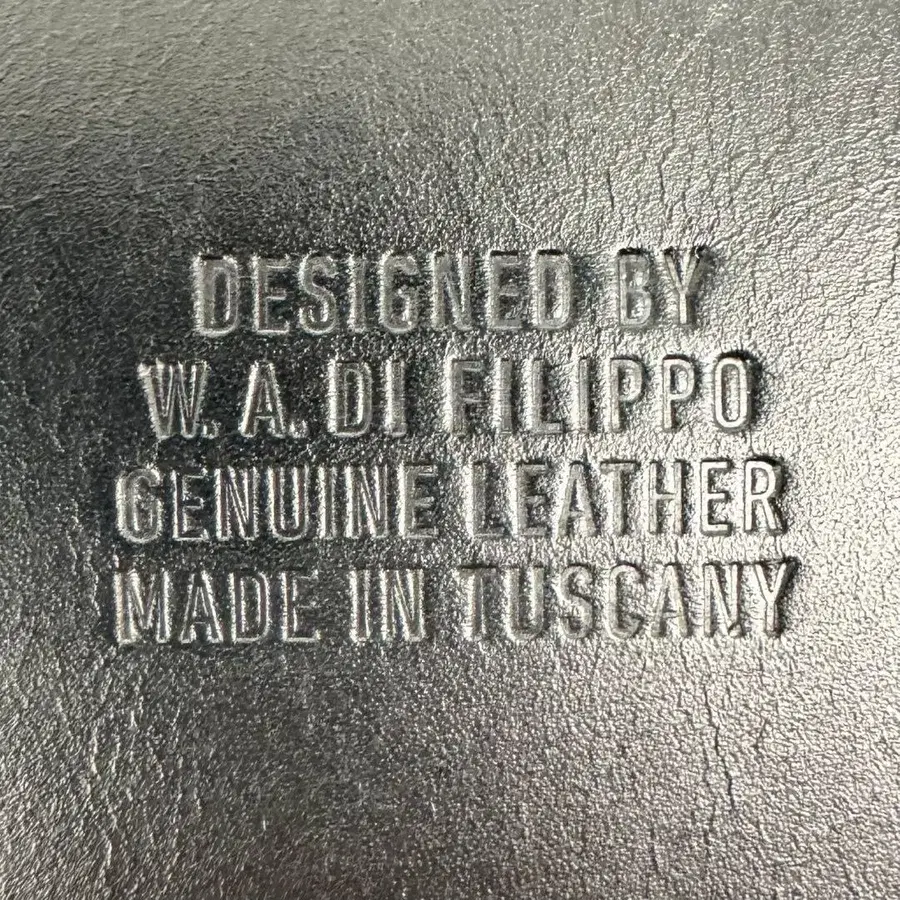 DESIGNED BY
W. A. DI FILIPPO
GENUINE LEATHER
MADE IN TUSCANY